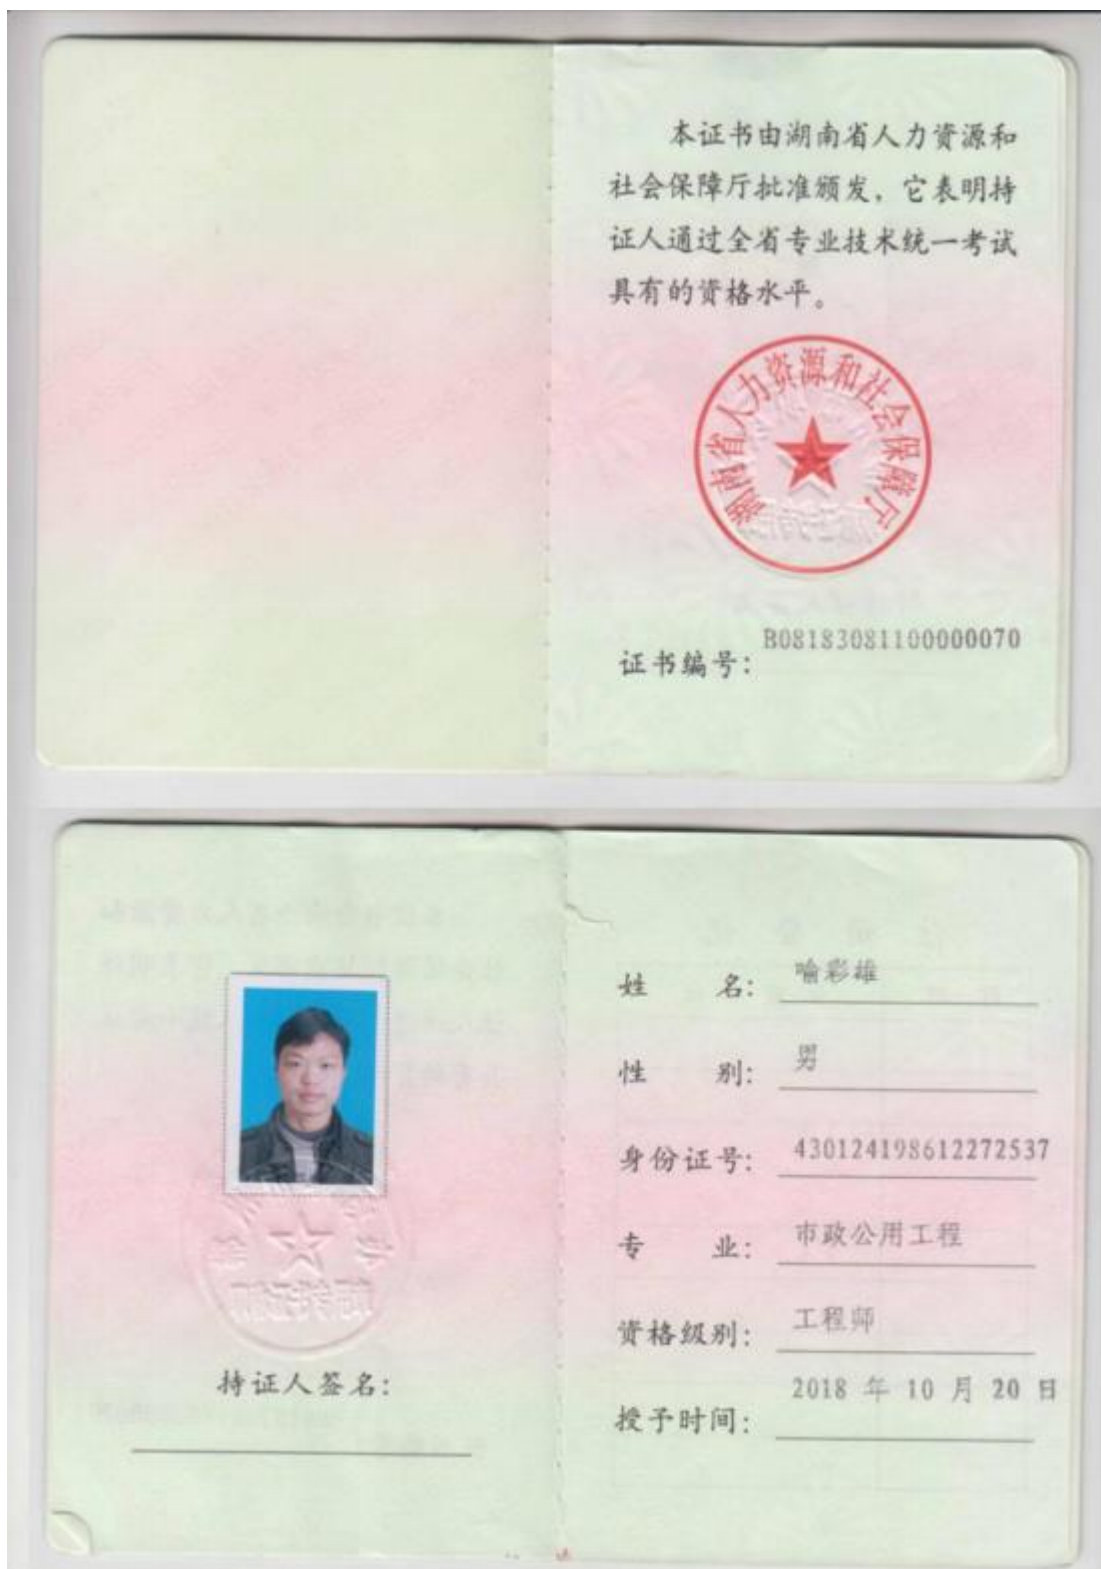 本证书由湖南省人力资源和
社会保障厅批准颁发，它表明持
证人通过全省专业技术统一考试
具有的资格水平。
湖南省人力资源和社会保障厅
证书编号：B08183081100000070
姓 名：喻彩雄
性 别：男
身份证号：430124198612272537
专 业：市政公用工程
资格级别：工程师
授予时间：2018 年 10 月 20 日
持证人签名：